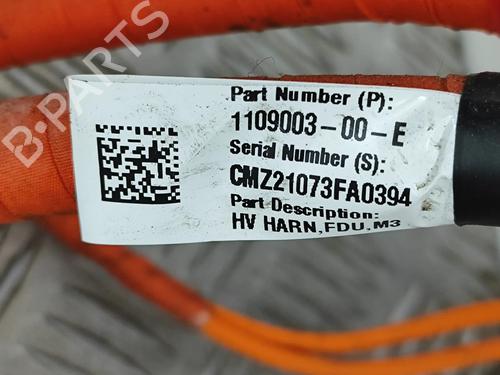 B-PARTS
Part Number (P):
1109003-00-E
Serial Number (S):
CMZ21073FA0394
Part Description:
HV HARN,FDU,M3